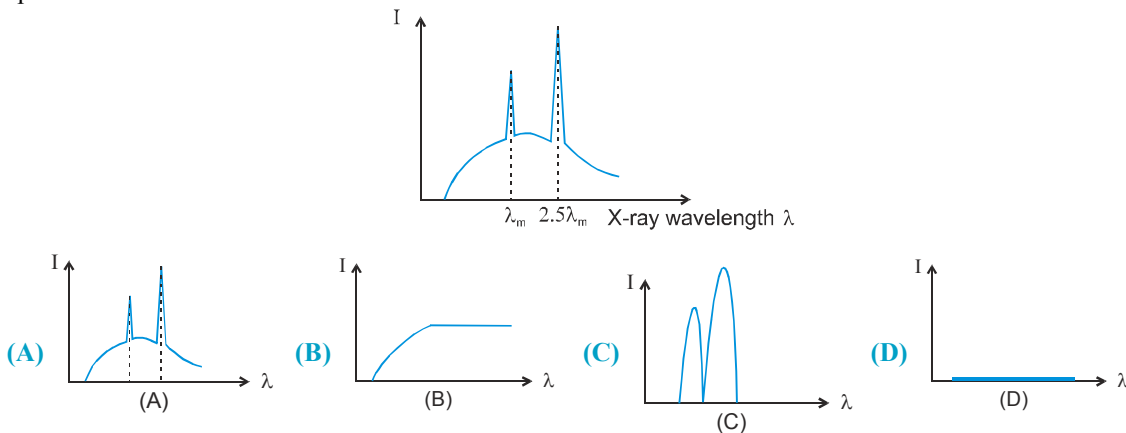 I
λm 2.5λm X-ray wavelength λ
(A) I λ (A)
(B) I λ (B)
(C) I λ (C)
(D) I λ (D)